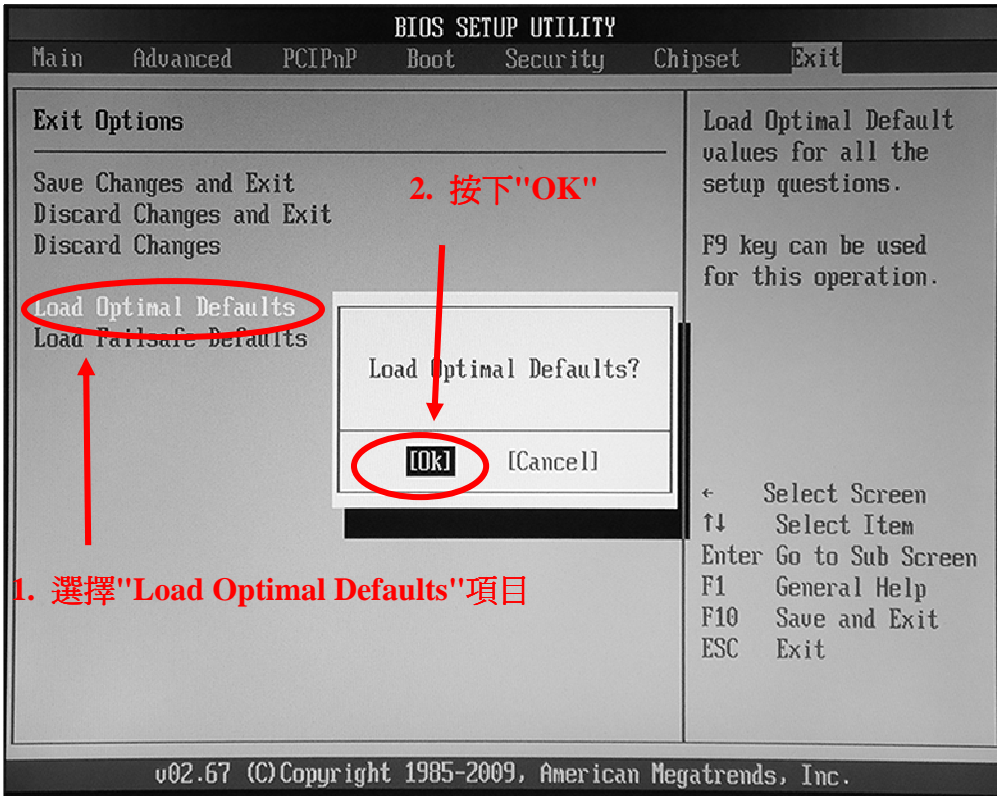 BIOS SETUP UTILITY
Main Advanced PCIPnP Boot Security Chipset Exit
Exit Options
Save Changes and Exit
Discard Changes and Exit
Discard Changes
Load Optimal Defaults
Load Failsafe Defaults
2. 按下"OK"
Load Optimal Defaults?
[Ok] [Cancel]
1. 選擇"Load Optimal Defaults"項目
Load Optimal Default
values for all the
setup questions.
F9 key can be used
for this operation.
← Select Screen
↑↓ Select Item
Enter Go to Sub Screen
F1 General Help
F10 Save and Exit
ESC Exit
v02.67 (C)Copyright 1985-2009, American Megatrends, Inc.